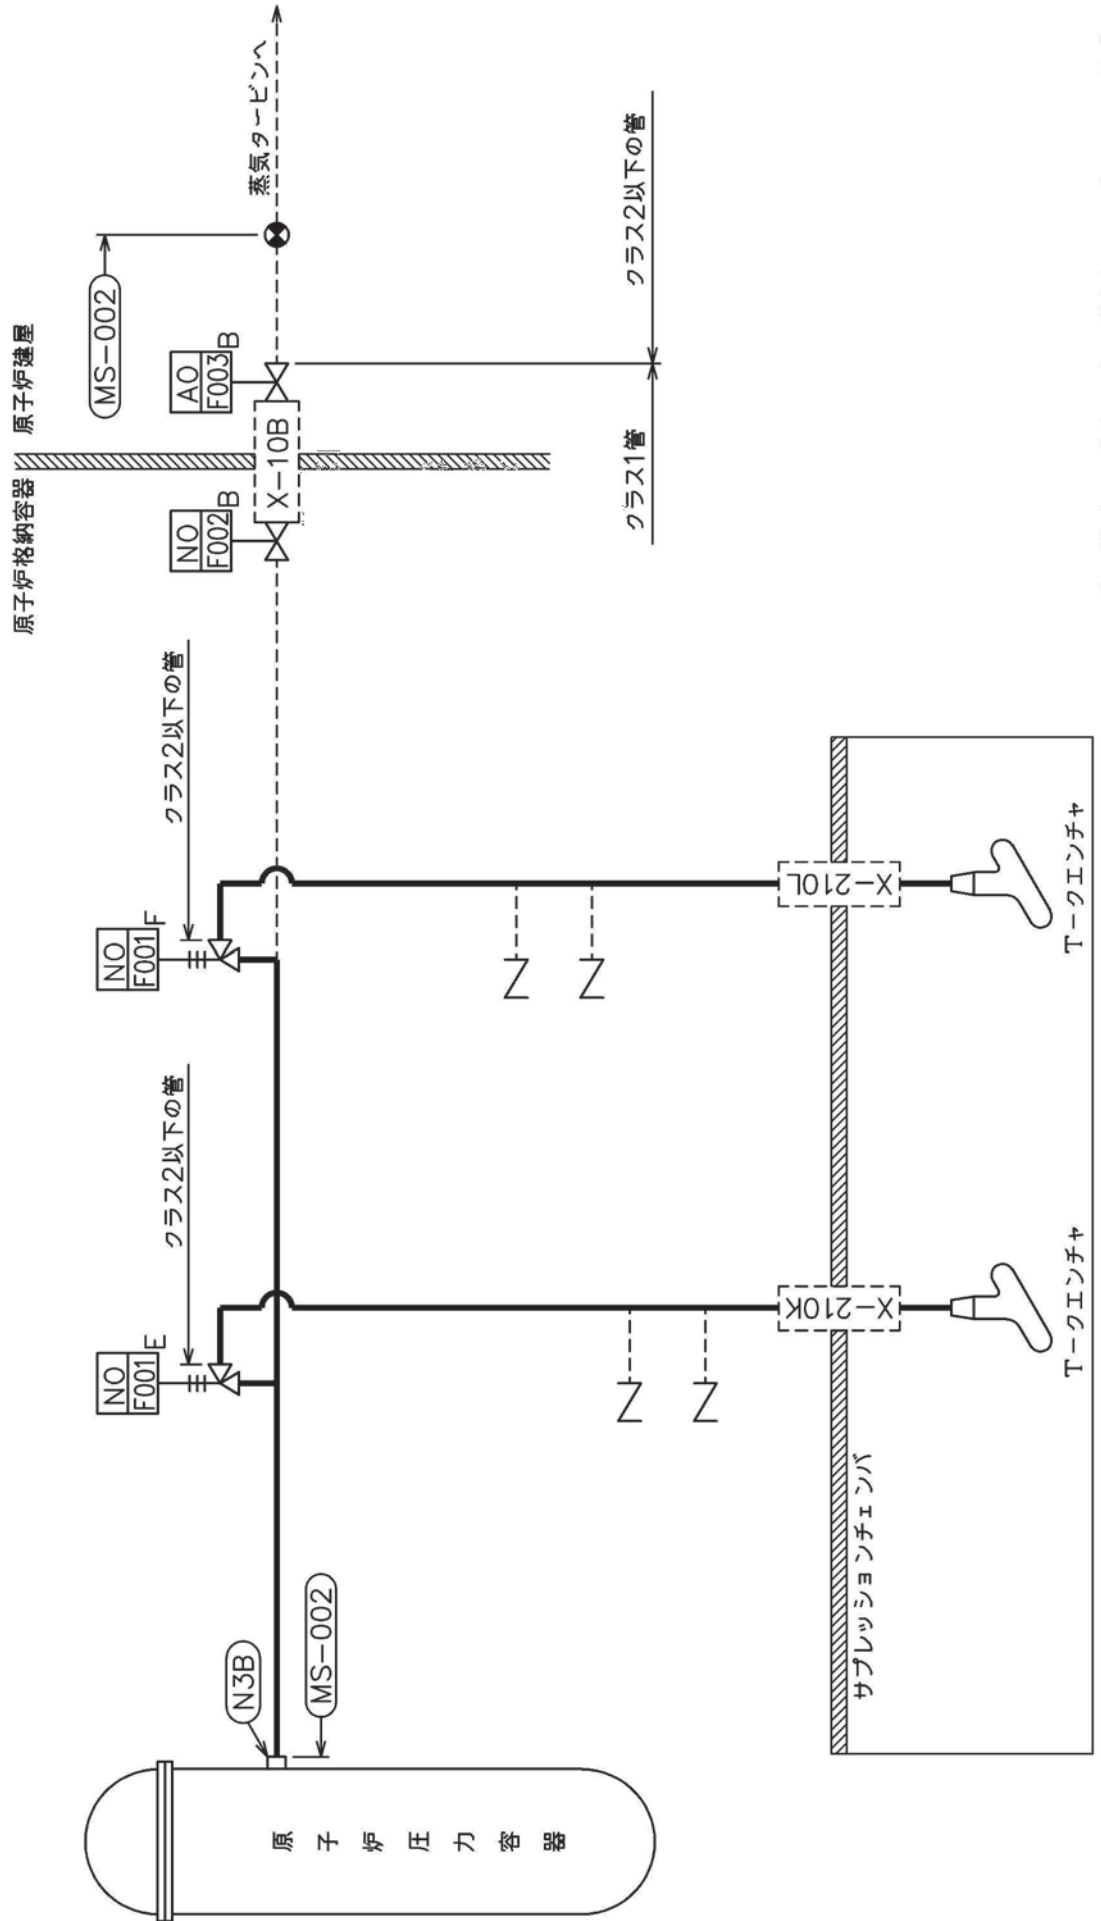 原子炉格納容器
原子炉建屋
MS-002
NO
F001
E
クラス2以下の管
NO
F001
F
クラス2以下の管
NO
F002
B
AO
F003
B
X-10B
蒸気タービンへ
N3B
MS-002
クラス1管
クラス2以下の管
原子炉圧力容器
X-210K
X-210L
サプレッションチェンバ
T-クエンチャ
T-クエンチャ